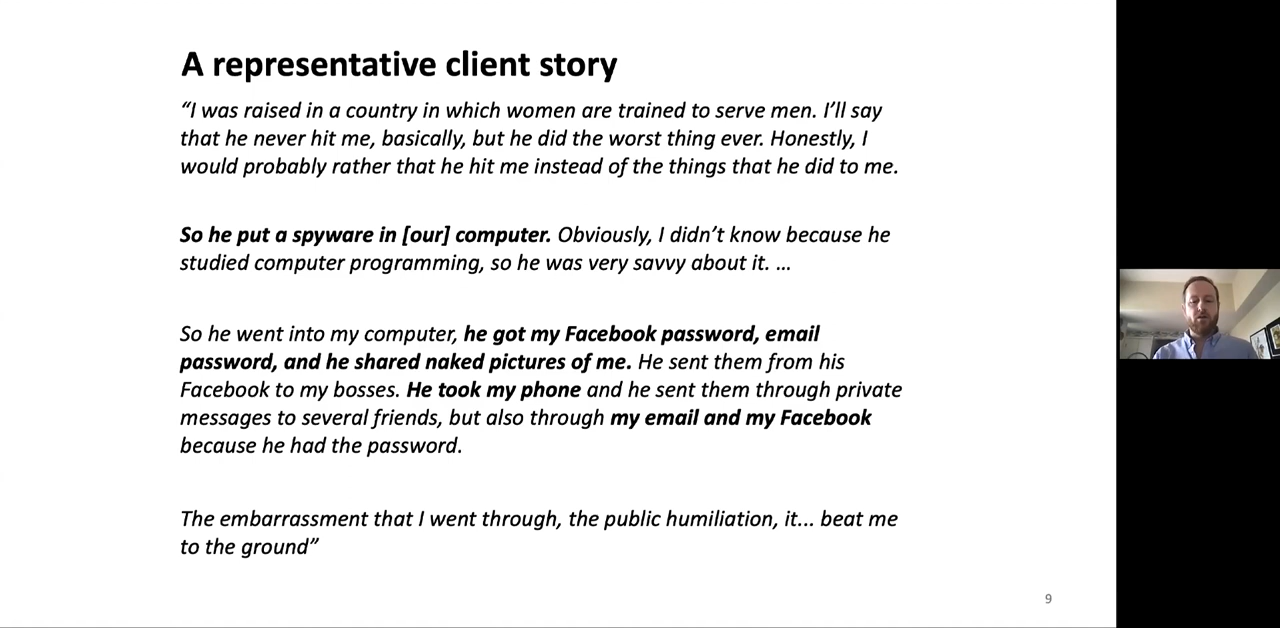 A representative client story
“I was raised in a country in which women are trained to serve men. I’ll say
that he never hit me, basically, but he did the worst thing ever. Honestly, I
would probably rather that he hit me instead of the things that he did to me.
So he put a spyware in [our] computer. Obviously, I didn’t know because he
studied computer programming, so he was very savvy about it. …
So he went into my computer, he got my Facebook password, email
password, and he shared naked pictures of me. He sent them from his
Facebook to my bosses. He took my phone and he sent them through private
messages to several friends, but also through my email and my Facebook
because he had the password.
The embarrassment that I went through, the public humiliation, it... beat me
to the ground”
9